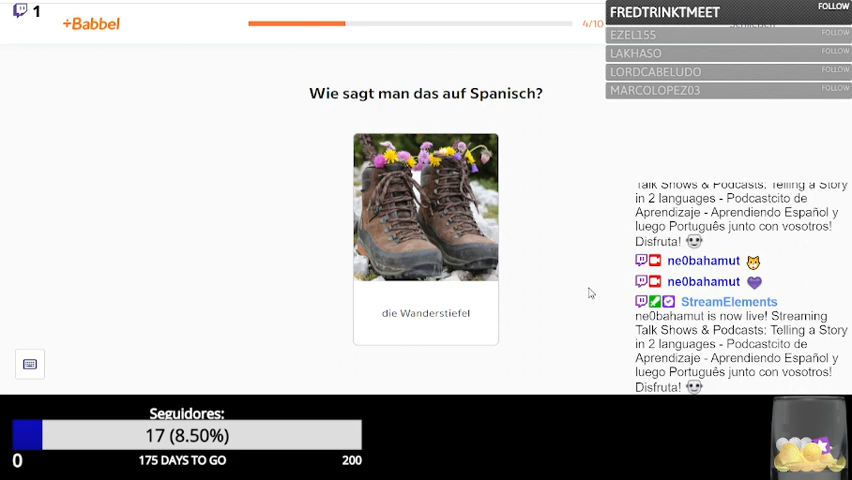 1
+Babbel
4/10
FREDTRINKTMEET
FOLLOW
EZEL155
FOLLOW
LAKHASO
FOLLOW
LORDCABELUDO
FOLLOW
MARCOLOPEZ03
FOLLOW
Wie sagt man das auf Spanisch?
die Wanderstiefel
Talk Shows & Podcasts: Telling a Story
in 2 languages - Podcastcito de
Aprendizaje - Aprendiendo Español y
luego Portugués junto con vosotros!
Disfruta!
ne0bahamut
ne0bahamut
StreamElements
ne0bahamut is now live! Streaming
Talk Shows & Podcasts: Telling a Story
in 2 languages - Podcastcito de
Aprendizaje - Aprendiendo Español y
luego Portugués junto con vosotros!
Disfruta!
Seguidores:
17 (8.50%)
0
175 DAYS TO GO
200